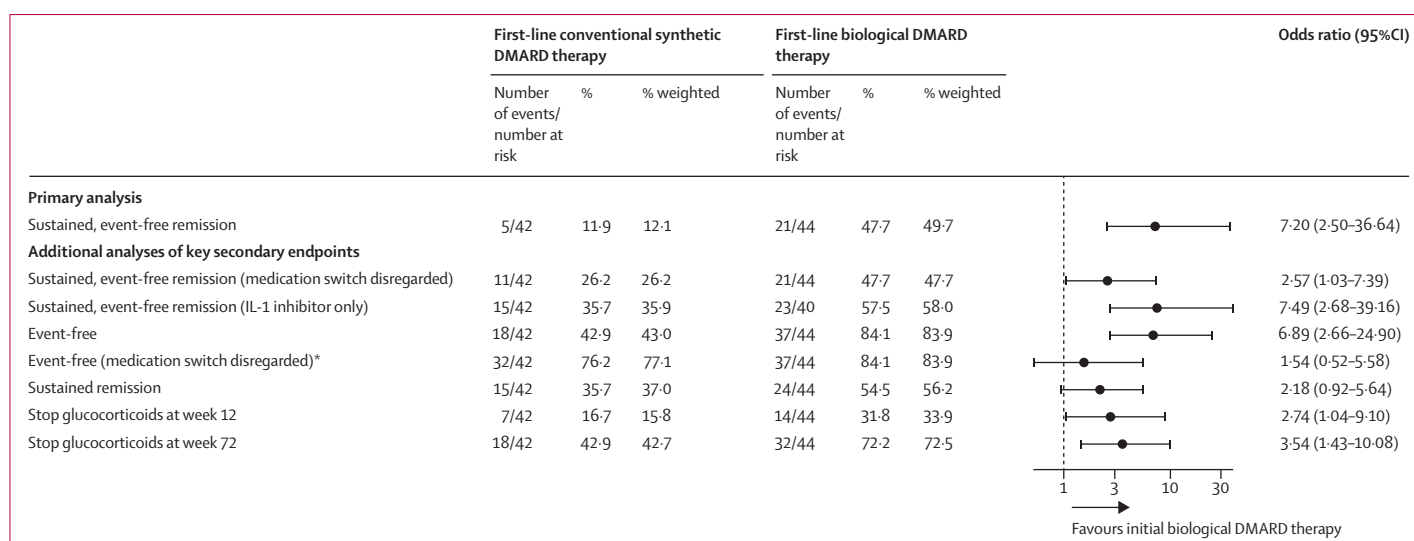 First-line conventional synthetic DMARD therapy First-line biological DMARD therapy Odds ratio (95%CI)
Number of events/ number at risk % % weighted Number of events/ number at risk % % weighted
Primary analysis
Sustained, event-free remission 5/42 11·9 12·1 21/44 47·7 49·7 7·20 (2·50–36·64)
Additional analyses of key secondary endpoints
Sustained, event-free remission (medication switch disregarded) 11/42 26·2 26·2 21/44 47·7 47·7 2·57 (1·03–7·39)
Sustained, event-free remission (IL-1 inhibitor only) 15/42 35·7 35·9 23/40 57·5 58·0 7·49 (2·68–39·16)
Event-free 18/42 42·9 43·0 37/44 84·1 83·9 6·89 (2·66–24·90)
Event-free (medication switch disregarded)* 32/42 76·2 77·1 37/44 84·1 83·9 1·54 (0·52–5·58)
Sustained remission 15/42 35·7 37·0 24/44 54·5 56·2 2·18 (0·92–5·64)
Stop glucocorticoids at week 12 7/42 16·7 15·8 14/44 31·8 33·9 2·74 (1·04–9·10)
Stop glucocorticoids at week 72 18/42 42·9 42·7 32/44 72·2 72·5 3·54 (1·43–10·08)
1 3 10 30
Favours initial biological DMARD therapy